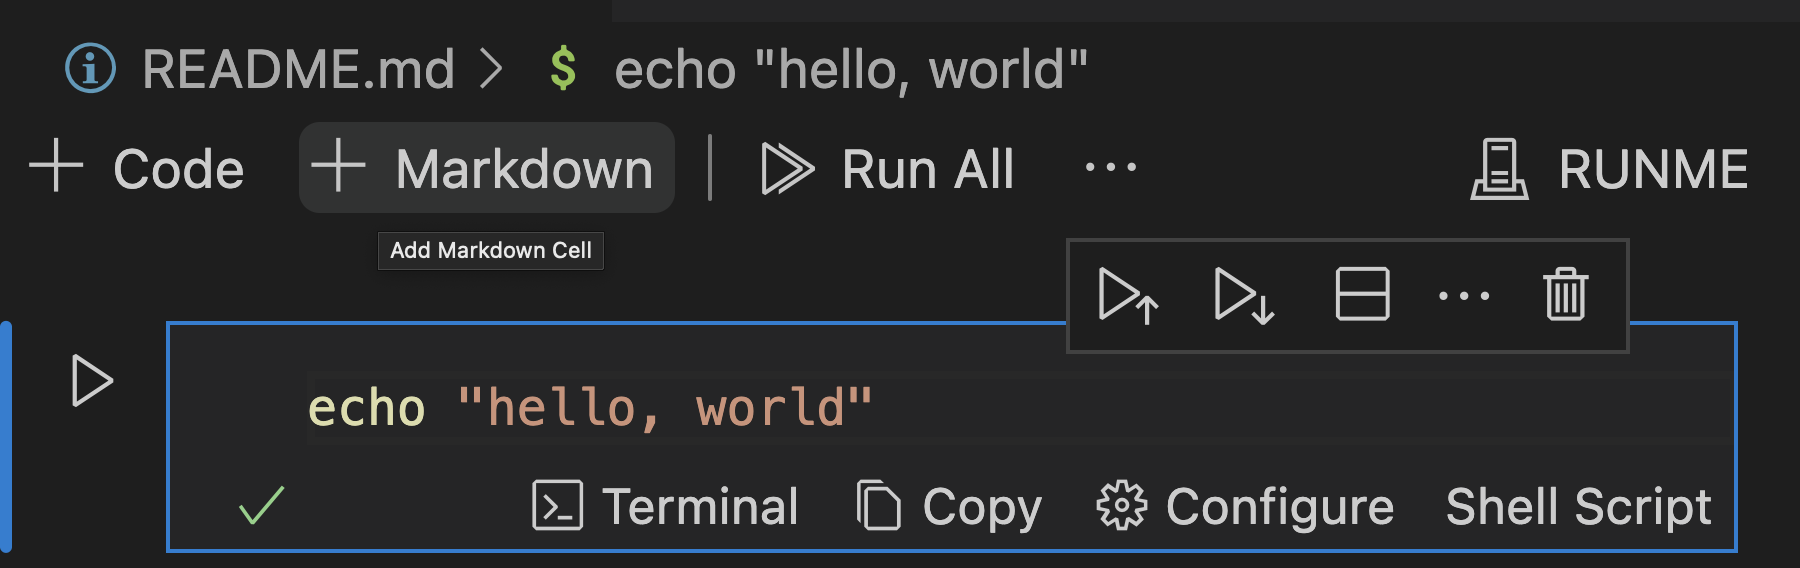 README.md > $ echo "hello, world"
+ Code + Markdown | Run All ... RUNME
Add Markdown Cell
echo "hello, world"
Terminal Copy Configure Shell Script